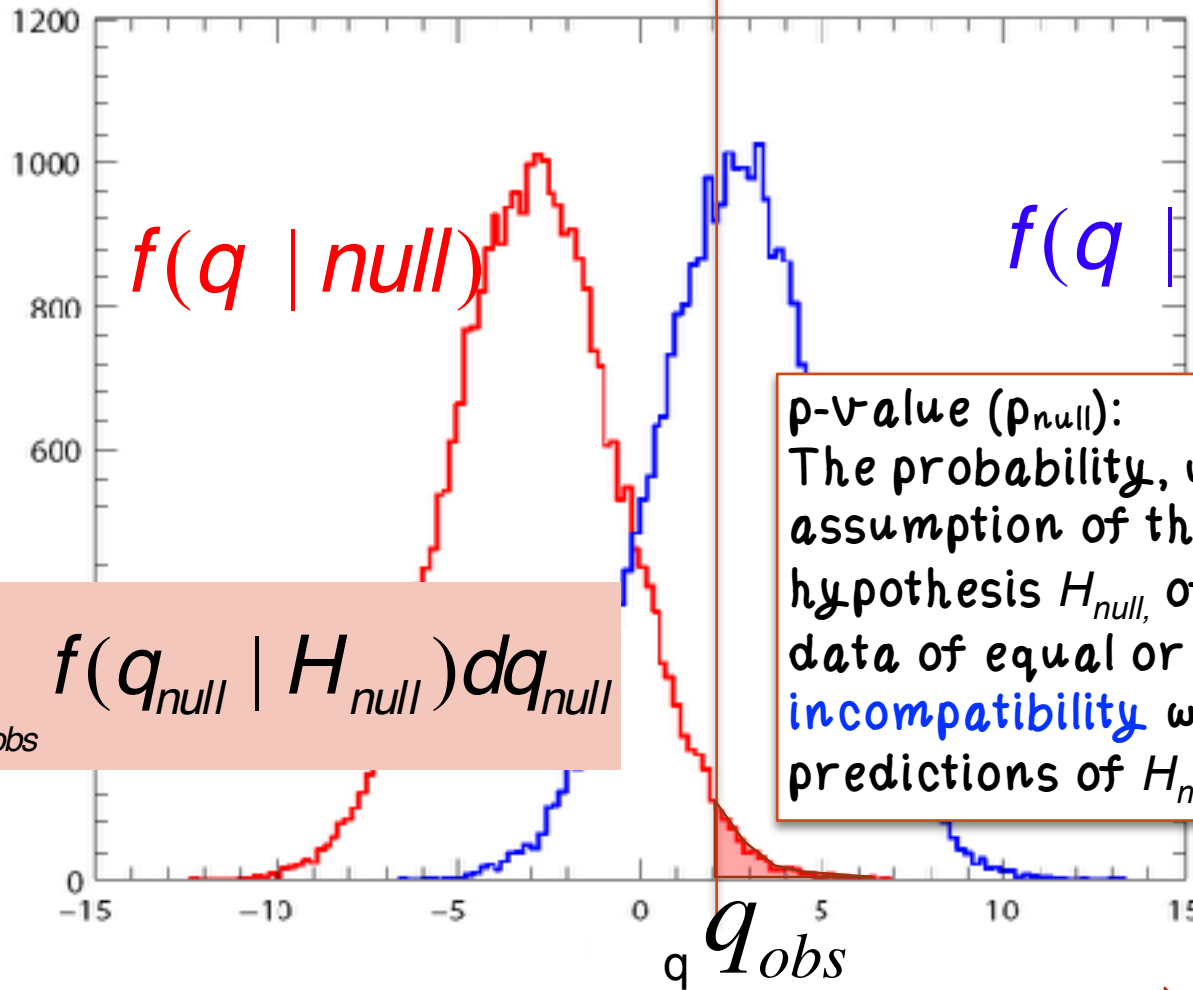 1200
1000
f(q | null)
f(q |
800
p-value (pnull):
600
The probability,
assumption of th
hypothesis Hnull, o
f(qnull | Hnull)dqnull
data of equal or
obs
incompatibility w
predictions of Hn
0
−15
−10
−5
0
5
10
15
q qobs